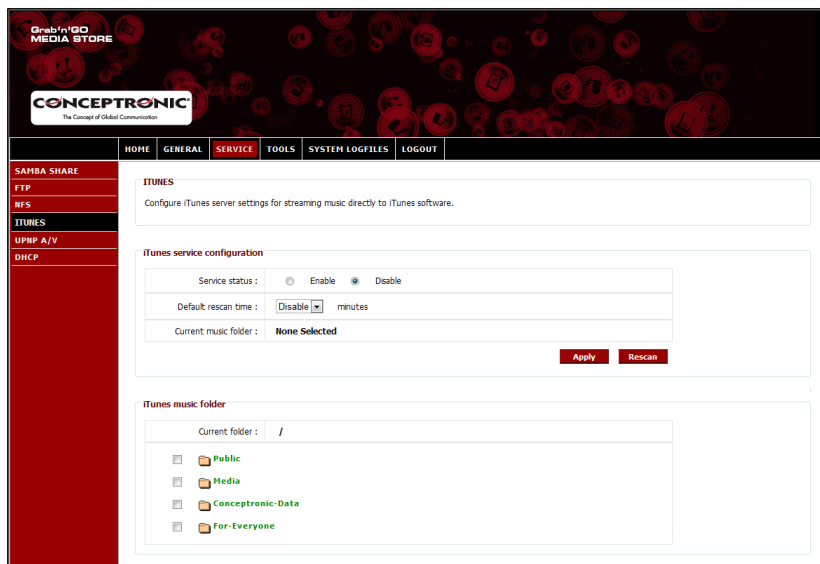 Grab'n'GO
MEDIA STORE
CONCEPTRONIC®
The Concept of Global Communication
HOME GENERAL SERVICE TOOLS SYSTEM LOGFILES LOGOUT
SAMBA SHARE
FTP
NFS
ITUNES
UPNP A/V
DHCP
ITUNES
Configure iTunes server settings for streaming music directly to iTunes software.
iTunes service configuration
Service status : Enable Disable
Default rescan time : Disable minutes
Current music folder : None Selected
Apply Rescan
iTunes music folder
Current folder : /
Public
Media
Conceptronic-Data
For-Everyone